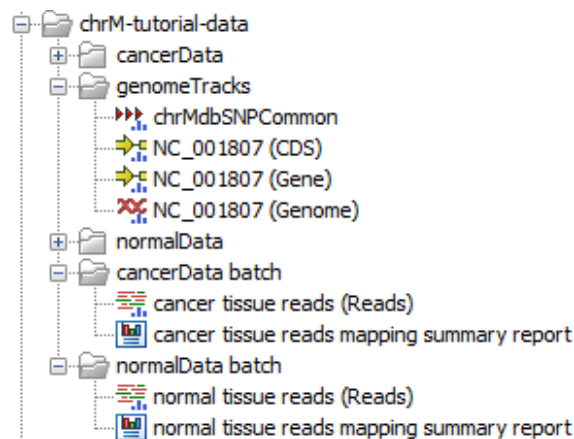 chrM-tutorial-data
cancerData
genomeTracks
chrMdbSNPCommon
NC_001807 (CDS)
NC_001807 (Gene)
NC_001807 (Genome)
normalData
cancerData batch
cancer tissue reads (Reads)
cancer tissue reads mapping summary report
normalData batch
normal tissue reads (Reads)
normal tissue reads mapping summary report